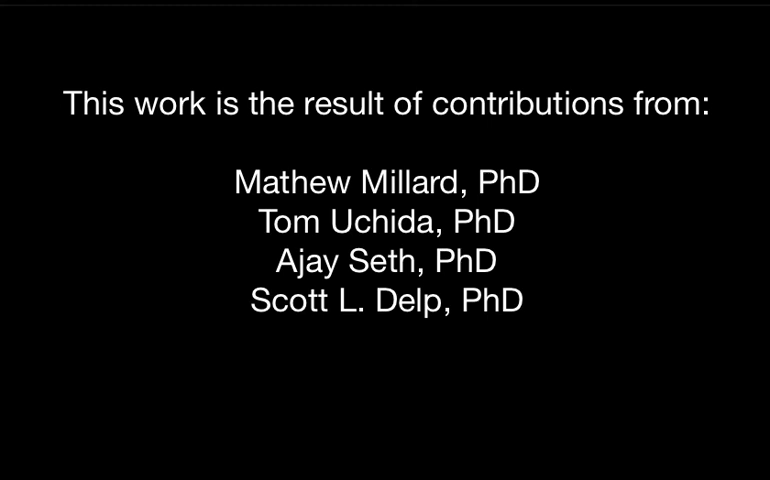 This work is the result of contributions from:
Mathew Millard, PhD
Tom Uchida, PhD
Ajay Seth, PhD
Scott L. Delp, PhD